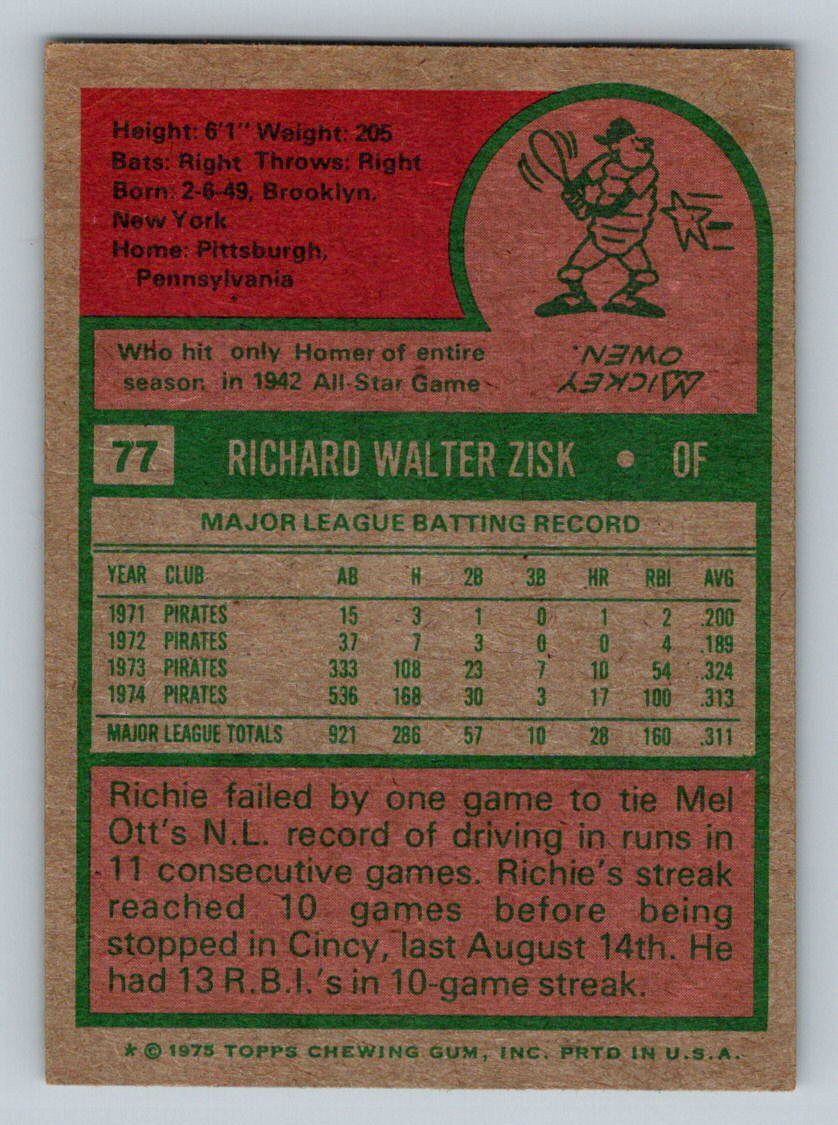 Height: 6'1" Weight: 205
Bats: Right Throws: Right
Born: 2-6-49, Brooklyn,
New York
Home: Pittsburgh,
Pennsylvania
Who hit only Homer of entire
season in 1942 All-Star Game
MICKEY
OWEN.
77 RICHARD WALTER ZISK • OF
MAJOR LEAGUE BATTING RECORD
YEAR CLUB AB H 2B 3B HR RBI AVG
1971 PIRATES 15 3 1 0 1 2 .200
1972 PIRATES 37 7 3 0 0 4 .189
1973 PIRATES 333 108 23 7 10 54 .324
1974 PIRATES 536 168 30 3 17 100 .313
MAJOR LEAGUE TOTALS 921 286 57 10 28 160 .311
Richie failed by one game to tie Mel
Ott's N.L. record of driving in runs in
11 consecutive games. Richie's streak
reached 10 games before being
stopped in Cincy, last August 14th. He
had 13 R.B.I.'s in 10-game streak.
* © 1975 TOPPS CHEWING GUM, INC. PRTD IN U.S.A.